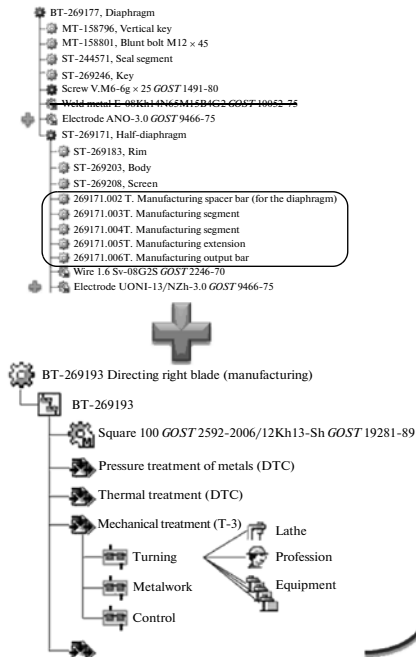 BT-269177, Diaphragm
MT-158796, Vertical key
MT-158801, Blunt bolt M12 × 45
ST-244571, Seal segment
ST-269246, Key
Screw V.M6-6g × 25 GOST 1491-80
Weld metal E-08Kh14N65M15B4G2 GOST 10052-75
Electrode ANO-3.0 GOST 9466-75
ST-269171, Half-diaphragm
ST-269183, Rim
ST-269203, Body
ST-269208, Screen
269171.002 T. Manufacturing spacer bar (for the diaphragm)
269171.003T. Manufacturing segment
269171.004T. Manufacturing segment
269171.005T. Manufacturing extension
269171.006T. Manufacturing output bar
Wire 1.6 Sv-08G2S GOST 2246-70
Electrode UONI-13/NZh-3.0 GOST 9466-75
BT-269193 Directing right blade (manufacturing)
BT-269193
Square 100 GOST 2592-2006/12Kh13-Sh GOST 19281-89
Pressure treatment of metals (DTC)
Thermal treatment (DTC)
Mechanical treatment (T-3)
Lathe
Turning
Profession
Equipment
Metalwork
Control